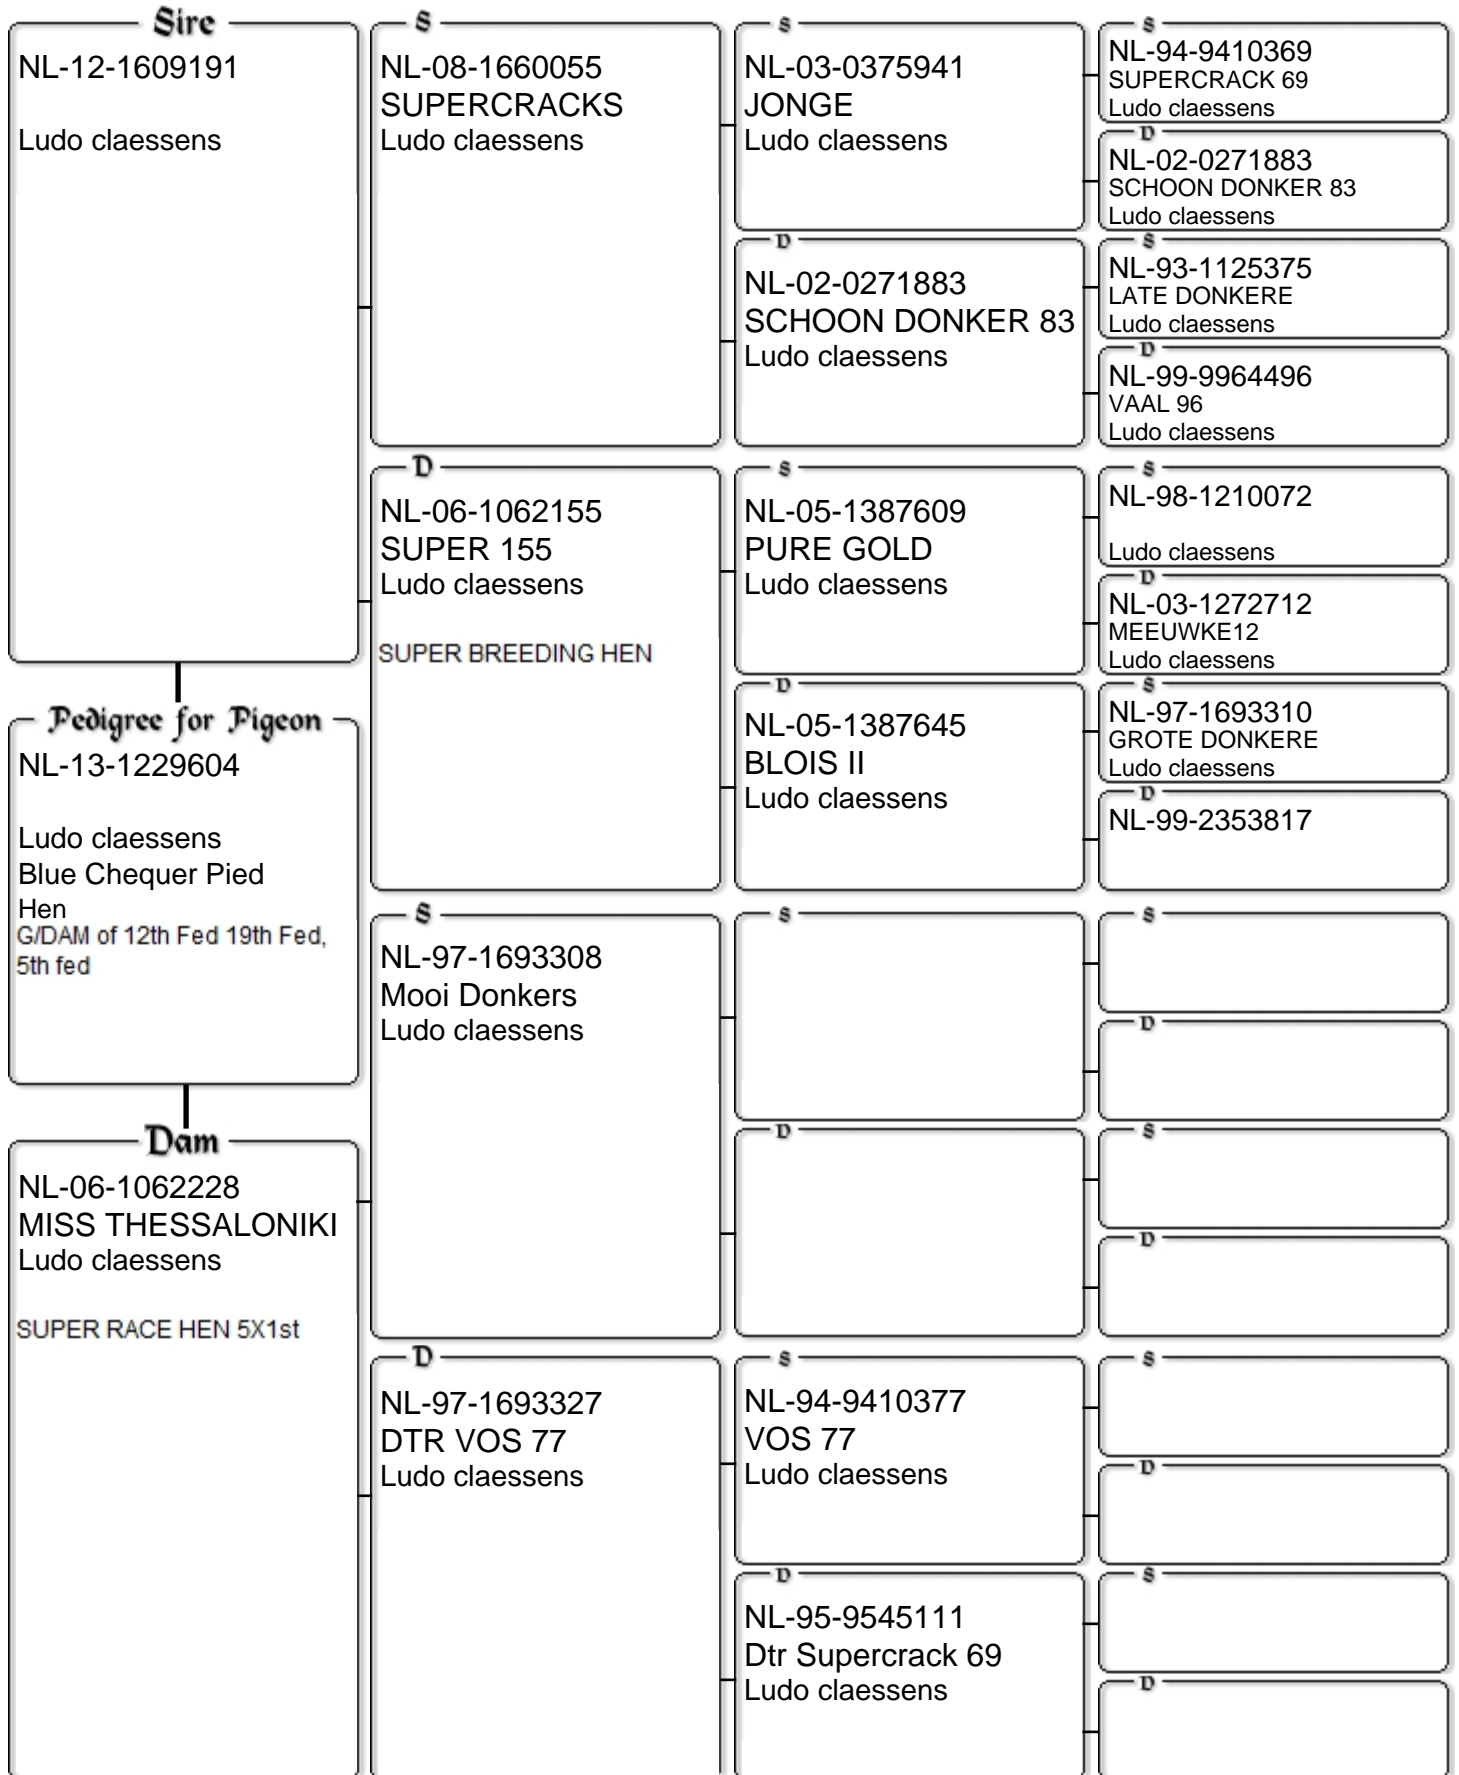 Sire
NL-12-1609191
Ludo claessens
Pedigree for Pigeon
NL-13-1229604
Ludo claessens
Blue Chequer Pied
Hen
G/DAM of 12th Fed 19th Fed,
5th fed
Dam
NL-06-1062228
MISS THESSALONIKI
Ludo claessens
SUPER RACE HEN 5X1st
S
NL-08-1660055
SUPERCRACKS
Ludo claessens
D
NL-06-1062155
SUPER 155
Ludo claessens
SUPER BREEDING HEN
S
NL-97-1693308
Mooi Donkers
Ludo claessens
D
NL-97-1693327
DTR VOS 77
Ludo claessens
S
NL-03-0375941
JONGE
Ludo claessens
D
NL-02-0271883
SCHOON DONKER 83
Ludo claessens
S
NL-05-1387609
PURE GOLD
Ludo claessens
D
NL-05-1387645
BLOIS II
Ludo claessens
S
D
S
NL-94-9410377
VOS 77
Ludo claessens
D
NL-95-9545111
Dtr Supercrack 69
Ludo claessens
S
NL-94-9410369
SUPERCRACK 69
Ludo claessens
D
NL-02-0271883
SCHOON DONKER 83
Ludo claessens
S
NL-93-1125375
LATE DONKERE
Ludo claessens
D
NL-99-9964496
VAAL 96
Ludo claessens
S
NL-98-1210072
Ludo claessens
D
NL-03-1272712
MEEUWKE12
Ludo claessens
S
NL-97-1693310
GROTE DONKERE
Ludo claessens
D
NL-99-2353817
S
D
S
D
S
D
S
D